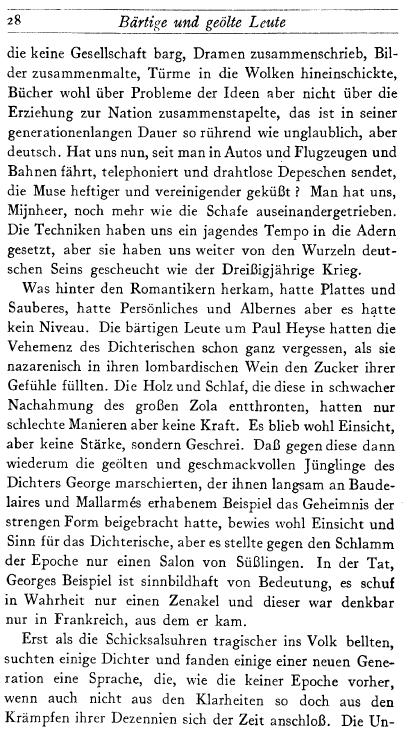 28 Bärtige und geölte Leute
die keine Gesellschaft barg, Dramen zusammenschrieb, Bil-
der zusammenmalte, Türme in die Wolken hineinschickte,
Bücher wohl über Probleme der Ideen aber nicht über die
Erziehung zur Nation zusammenstapelte, das ist in seiner
generationenlangen Dauer so rührend wie unglaublich, aber
deutsch. Hat uns nun, seit man in Autos und Flugzeugen und
Bahnen fährt, telephoniert und drahtlose Depeschen sendet,
die Muse heftiger und vereinigender geküßt? Man hat uns,
Mijnheer, noch mehr wie die Schafe auseinandergetrieben.
Die Techniken haben uns ein jagendes Tempo in die Adern
gesetzt, aber sie haben uns weiter von den Wurzeln deut-
schen Seins gescheucht wie der Dreißigjährige Krieg.
Was hinter den Romantikern herkam, hatte Plattes und
Sauberes, hatte Persönliches und Albernes aber es hatte
kein Niveau. Die bärtigen Leute um Paul Heyse hatten die
Vehemenz des Dichterischen schon ganz vergessen, als sie
nazarenisch in ihren lombardischen Wein den Zucker ihrer
Gefühle füllten. Die Holz und Schlaf, die diese in schwacher
Nachahmung des großen Zola entthronten, hatten nur
schlechte Manieren aber keine Kraft. Es blieb wohl Einsicht,
aber keine Stärke, sondern Geschrei. Daß gegen diese dann
wiederum die geölten und geschmackvollen Jünglinge des
Dichters George marschierten, der ihnen langsam an Baude-
laires und Mallarmés erhabenem Beispiel das Geheimnis der
strengen Form beigebracht hatte, bewies wohl Einsicht und
Sinn für das Dichterische, aber es stellte gegen den Schlamm
der Epoche nur einen Salon von Süßlingen. In der Tat,
Georges Beispiel ist sinnbildhaft von Bedeutung, es schuf
in Wahrheit nur einen Zenakel und dieser war denkbar
nur in Frankreich, aus dem er kam.
Erst als die Schicksalsuhren tragischer ins Volk bellten,
suchten einige Dichter und fanden einige einer neuen Gene-
ration eine Sprache, die, wie die keiner Epoche vorher,
wenn auch nicht aus den Klarheiten so doch aus den
Krämpfen ihrer Dezennien sich der Zeit anschloß. Die Un-